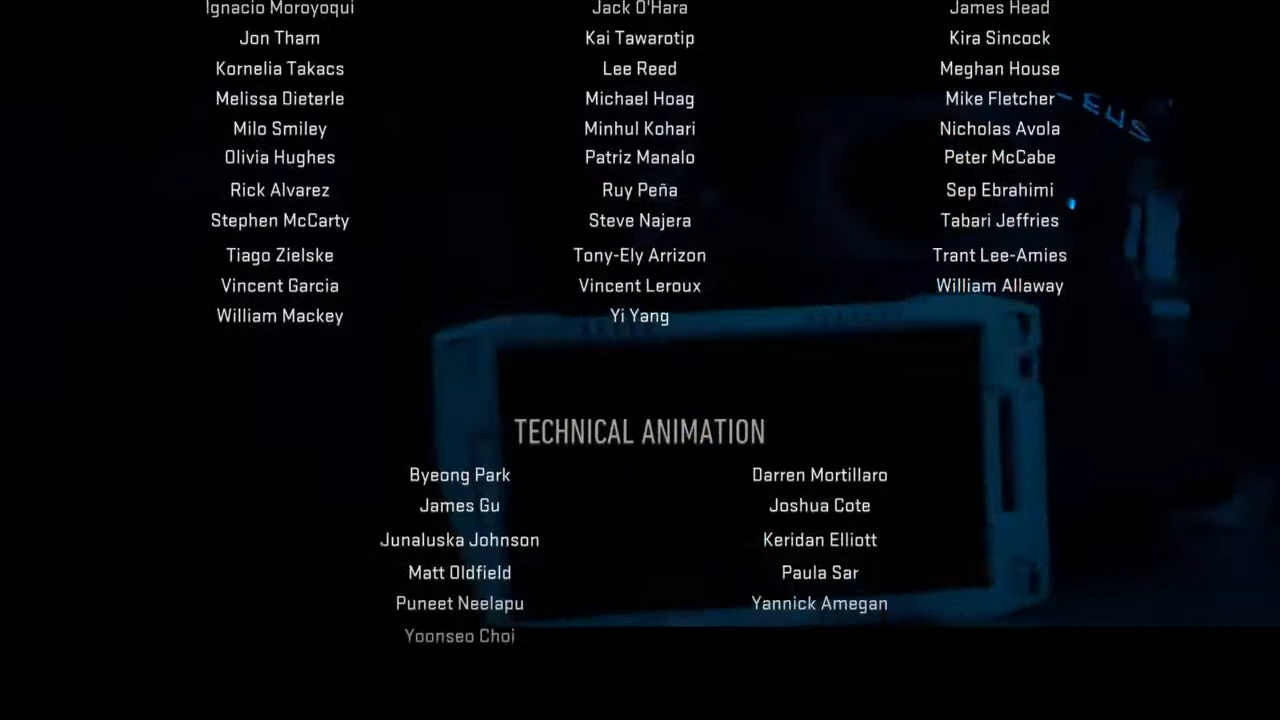 Ignacio Moroyoqui Jack O'Hara James Head
Jon Tham Kai Tawarotip Kira Sincock
Kornelia Takacs Lee Reed Meghan House
Melissa Dieterle Michael Hoag Mike Fletcher
Milo Smiley Minhul Kohari Nicholas Avola
Olivia Hughes Patriz Manalo Peter McCabe
Rick Alvarez Ruy Peña Sep Ebrahimi
Stephen McCarty Steve Najera Tabari Jeffries
Tiago Zielske Tony-Ely Arrizon Trant Lee-Amies
Vincent Garcia Vincent Leroux William Allaway
William Mackey Yi Yang
TECHNICAL ANIMATION
Byeong Park Darren Mortillaro
James Gu Joshua Cote
Junaluska Johnson Keridan Elliott
Matt Oldfield Paula Sar
Puneet Neelapu Yannick Amegan
Yoonseo Choi